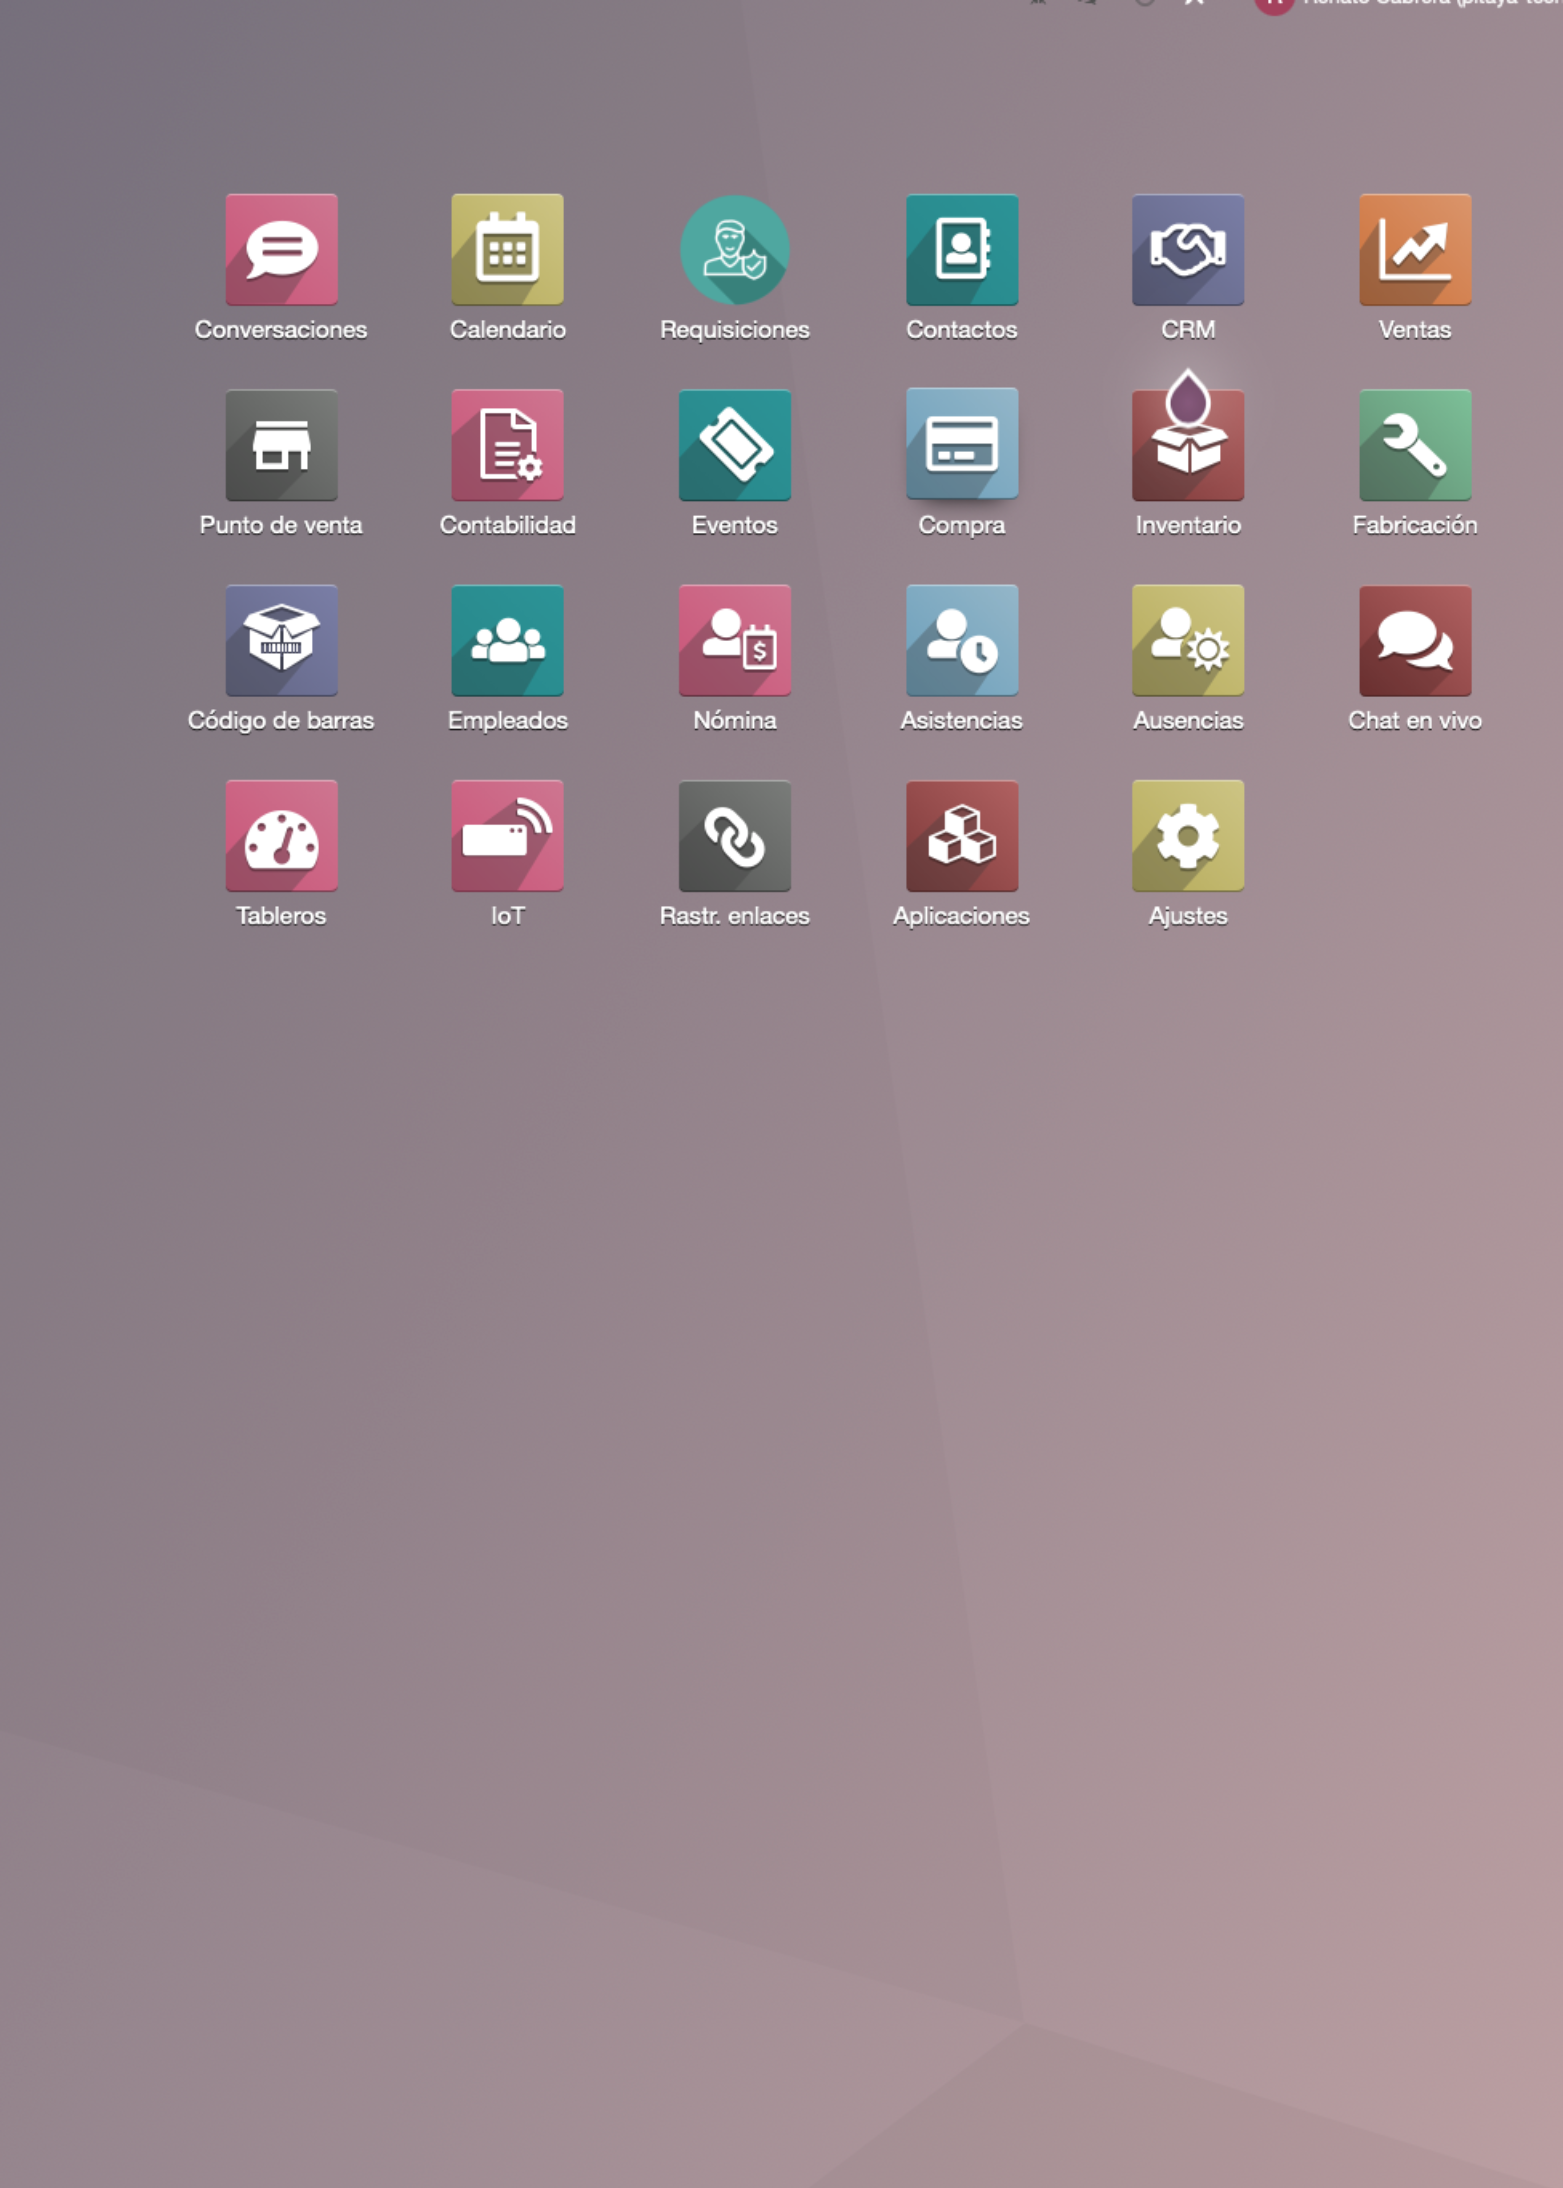 Conversaciones
Calendario
Requisiciones
Contactos
CRM
Ventas
Punto de venta
Contabilidad
Eventos
Compra
Inventario
Fabricación
Código de barras
Empleados
Nómina
Asistencias
Ausencias
Chat en vivo
Tableros
IoT
Rastr. enlaces
Aplicaciones
Ajustes